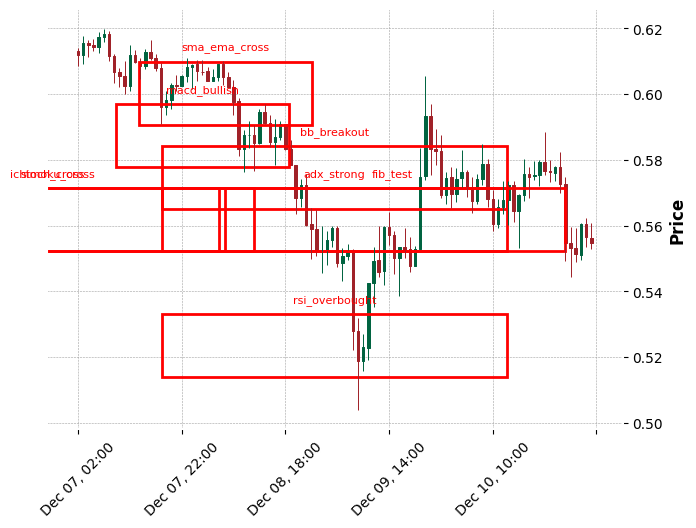 sma_ema_cross
macd_bullish
bb_breakout
stoch_cross
adx_strong
fib_test
rsi_overbought
0.62
0.60
0.58
0.56
0.54
0.52
0.50
Price
Dec 07, 02:00
Dec 07, 22:00
Dec 08, 18:00
Dec 09, 14:00
Dec 10, 10:00